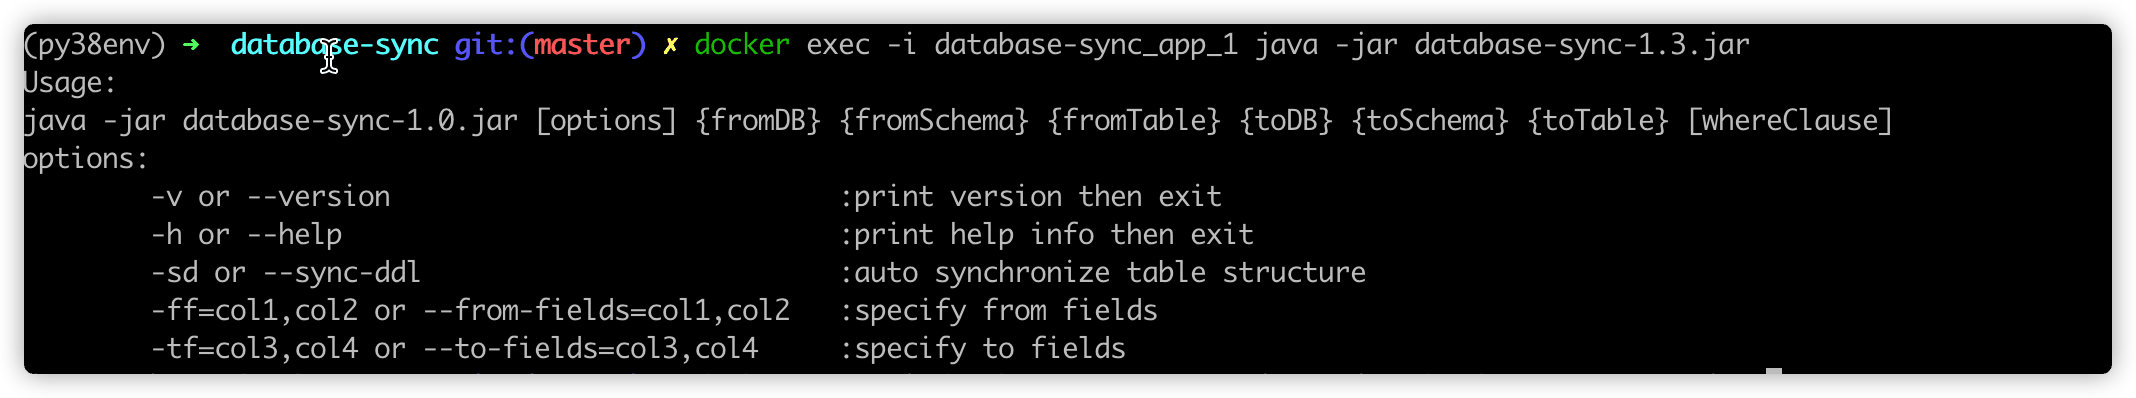 (py38env) ➜ database-sync git:(master) ✗ docker exec -i database-sync_app_1 java -jar database-sync-1.3.jar
Usage:
java -jar database-sync-1.0.jar [options] {fromDB} {fromSchema} {fromTable} {toDB} {toSchema} {toTable} [whereClause]
options:
-v or --version :print version then exit
-h or --help :print help info then exit
-sd or --sync-ddl :auto synchronize table structure
-ff=col1,col2 or --from-fields=col1,col2 :specify from fields
-tf=col3,col4 or --to-fields=col3,col4 :specify to fields